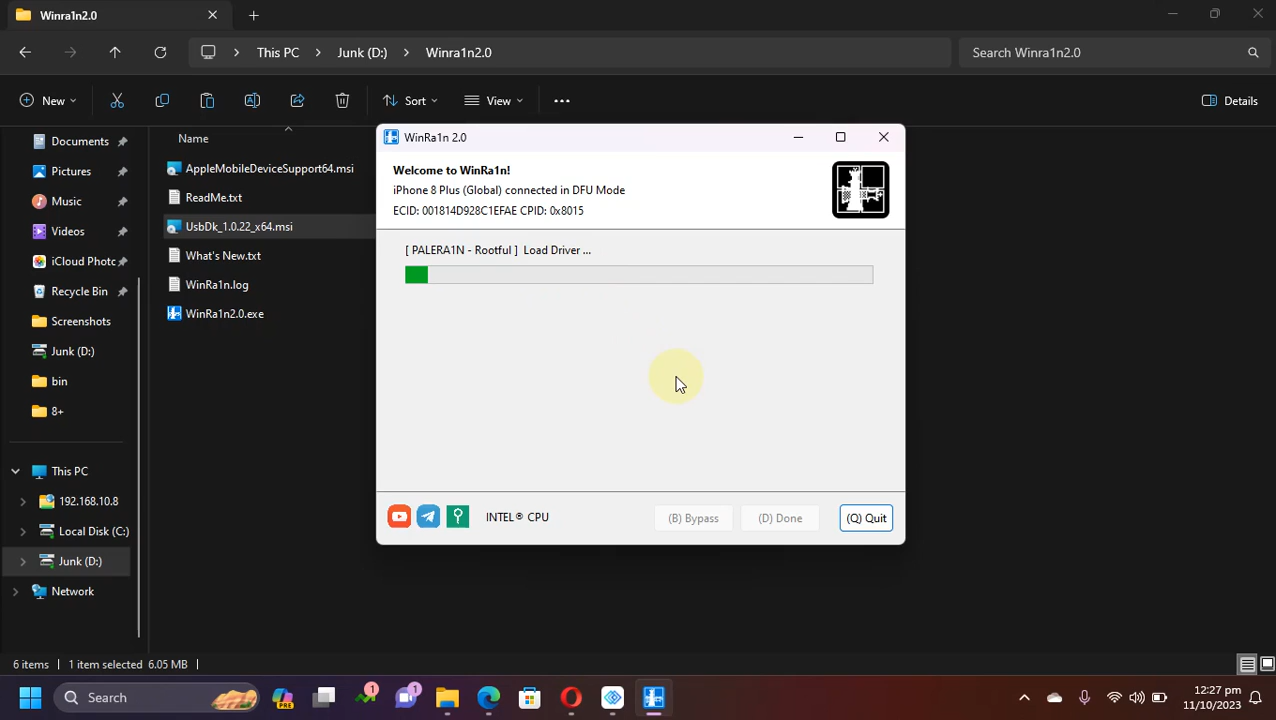 Winra1n2.0
This PC > Junk (D:) > Winra1n2.0
Search Winra1n2.0
New
Sort
View
Details
Documents
Pictures
Music
Videos
iCloud Photc
Recycle Bin
Screenshots
Junk (D:)
bin
8+
This PC
192.168.10.8
Local Disk (C:)
Junk (D:)
Network
Name
AppleMobileDeviceSupport64.msi
ReadMe.txt
UsbDk_1.0.22_x64.msi
What's New.txt
WinRa1n.log
WinRa1n2.0.exe
WinRa1n 2.0
Welcome to WinRa1n!
iPhone 8 Plus (Global) connected in DFU Mode
ECID: 001814D928C1EFAE CPID: 0x8015
[ PALERA1N - Rootful ] Load Driver ...
INTEL® CPU
(B) Bypass
(D) Done
(Q) Quit
6 items | 1 item selected 6.05 MB |
Search
PRE
1
1
12:27 pm
11/10/2023